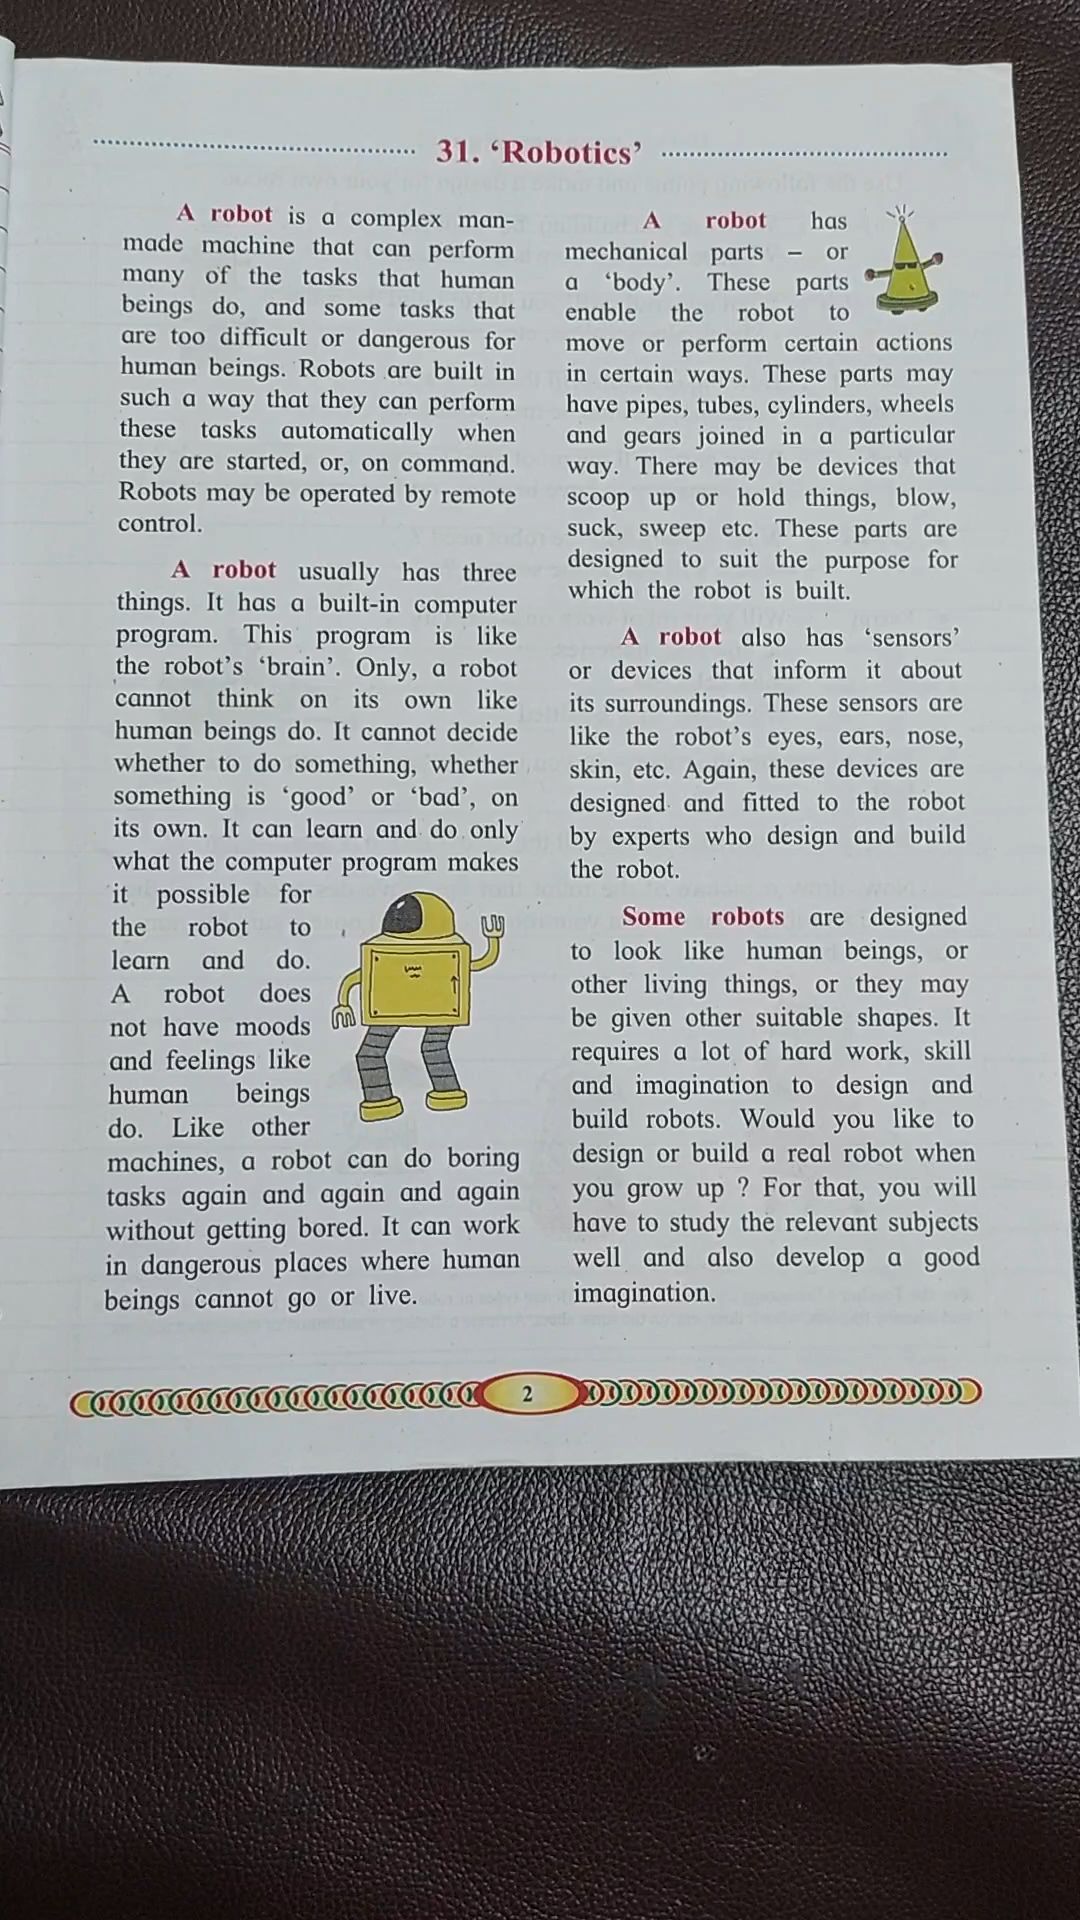 31. ‘Robotics’
A robot is a complex man-
made machine that can perform
many of the tasks that human
beings do, and some tasks that
are too difficult or dangerous for
human beings. Robots are built in
such a way that they can perform
these tasks automatically when
they are started, or, on command.
Robots may be operated by remote
control.
A robot usually has three
things. It has a built-in computer
program. This program is like
the robot’s ‘brain’. Only, a robot
cannot think on its own like
human beings do. It cannot decide
whether to do something, whether
something is ‘good’ or ‘bad’, on
its own. It can learn and do only
what the computer program makes
it possible for
the robot to
learn and do.
A robot does
not have moods
and feelings like
human beings
do. Like other
machines, a robot can do boring
tasks again and again and again
without getting bored. It can work
in dangerous places where human
beings cannot go or live.
A robot has
mechanical parts – or
a ‘body’. These parts
enable the robot to
move or perform certain actions
in certain ways. These parts may
have pipes, tubes, cylinders, wheels
and gears joined in a particular
way. There may be devices that
scoop up or hold things, blow,
suck, sweep etc. These parts are
designed to suit the purpose for
which the robot is built.
A robot also has ‘sensors’
or devices that inform it about
its surroundings. These sensors are
like the robot’s eyes, ears, nose,
skin, etc. Again, these devices are
designed and fitted to the robot
by experts who design and build
the robot.
Some robots are designed
to look like human beings, or
other living things, or they may
be given other suitable shapes. It
requires a lot of hard work, skill
and imagination to design and
build robots. Would you like to
design or build a real robot when
you grow up ? For that, you will
have to study the relevant subjects
well and also develop a good
imagination.
2